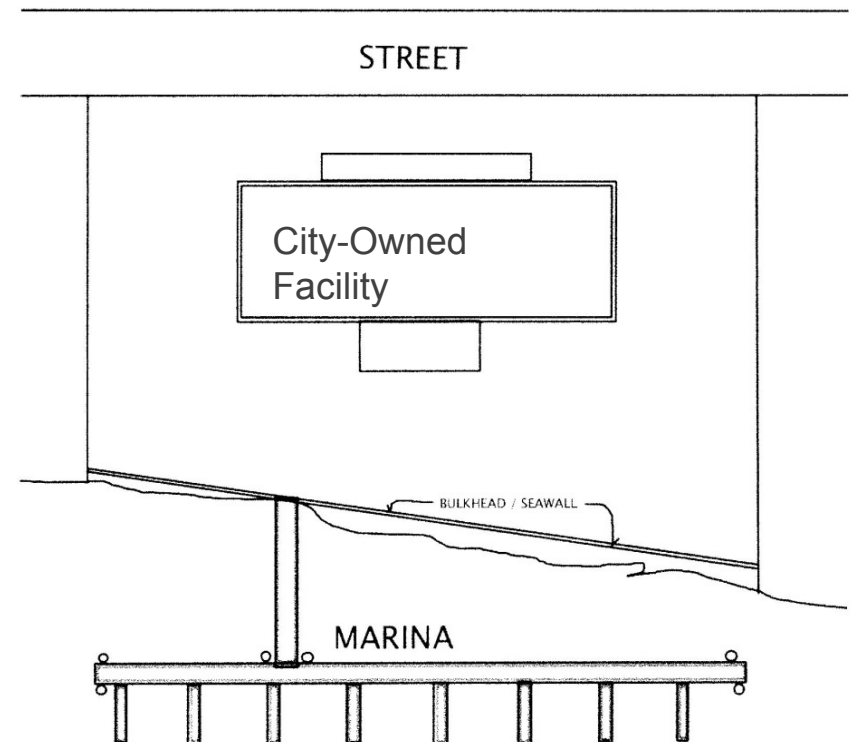 STREET
City-Owned
Facility
BULKHEAD / SEAWALL
MARINA